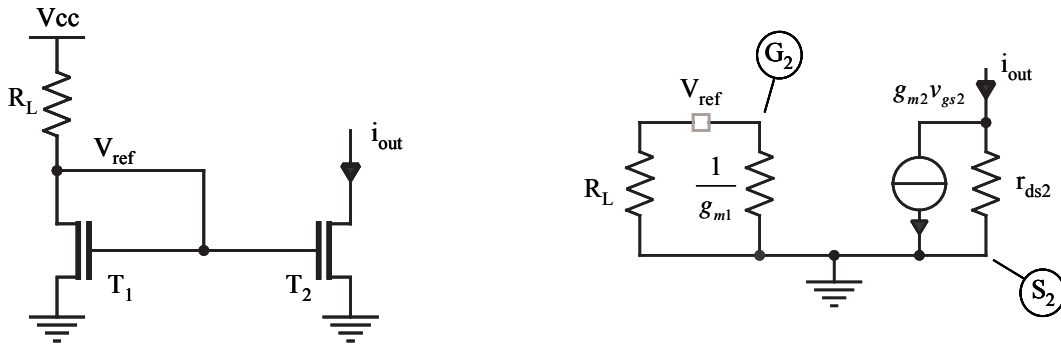 Vcc
R_L
V_ref
i_out
T_1
T_2
G_2
V_ref
i_out
g_m2 v_gs2
R_L
1
g_m1
r_ds2
S_2